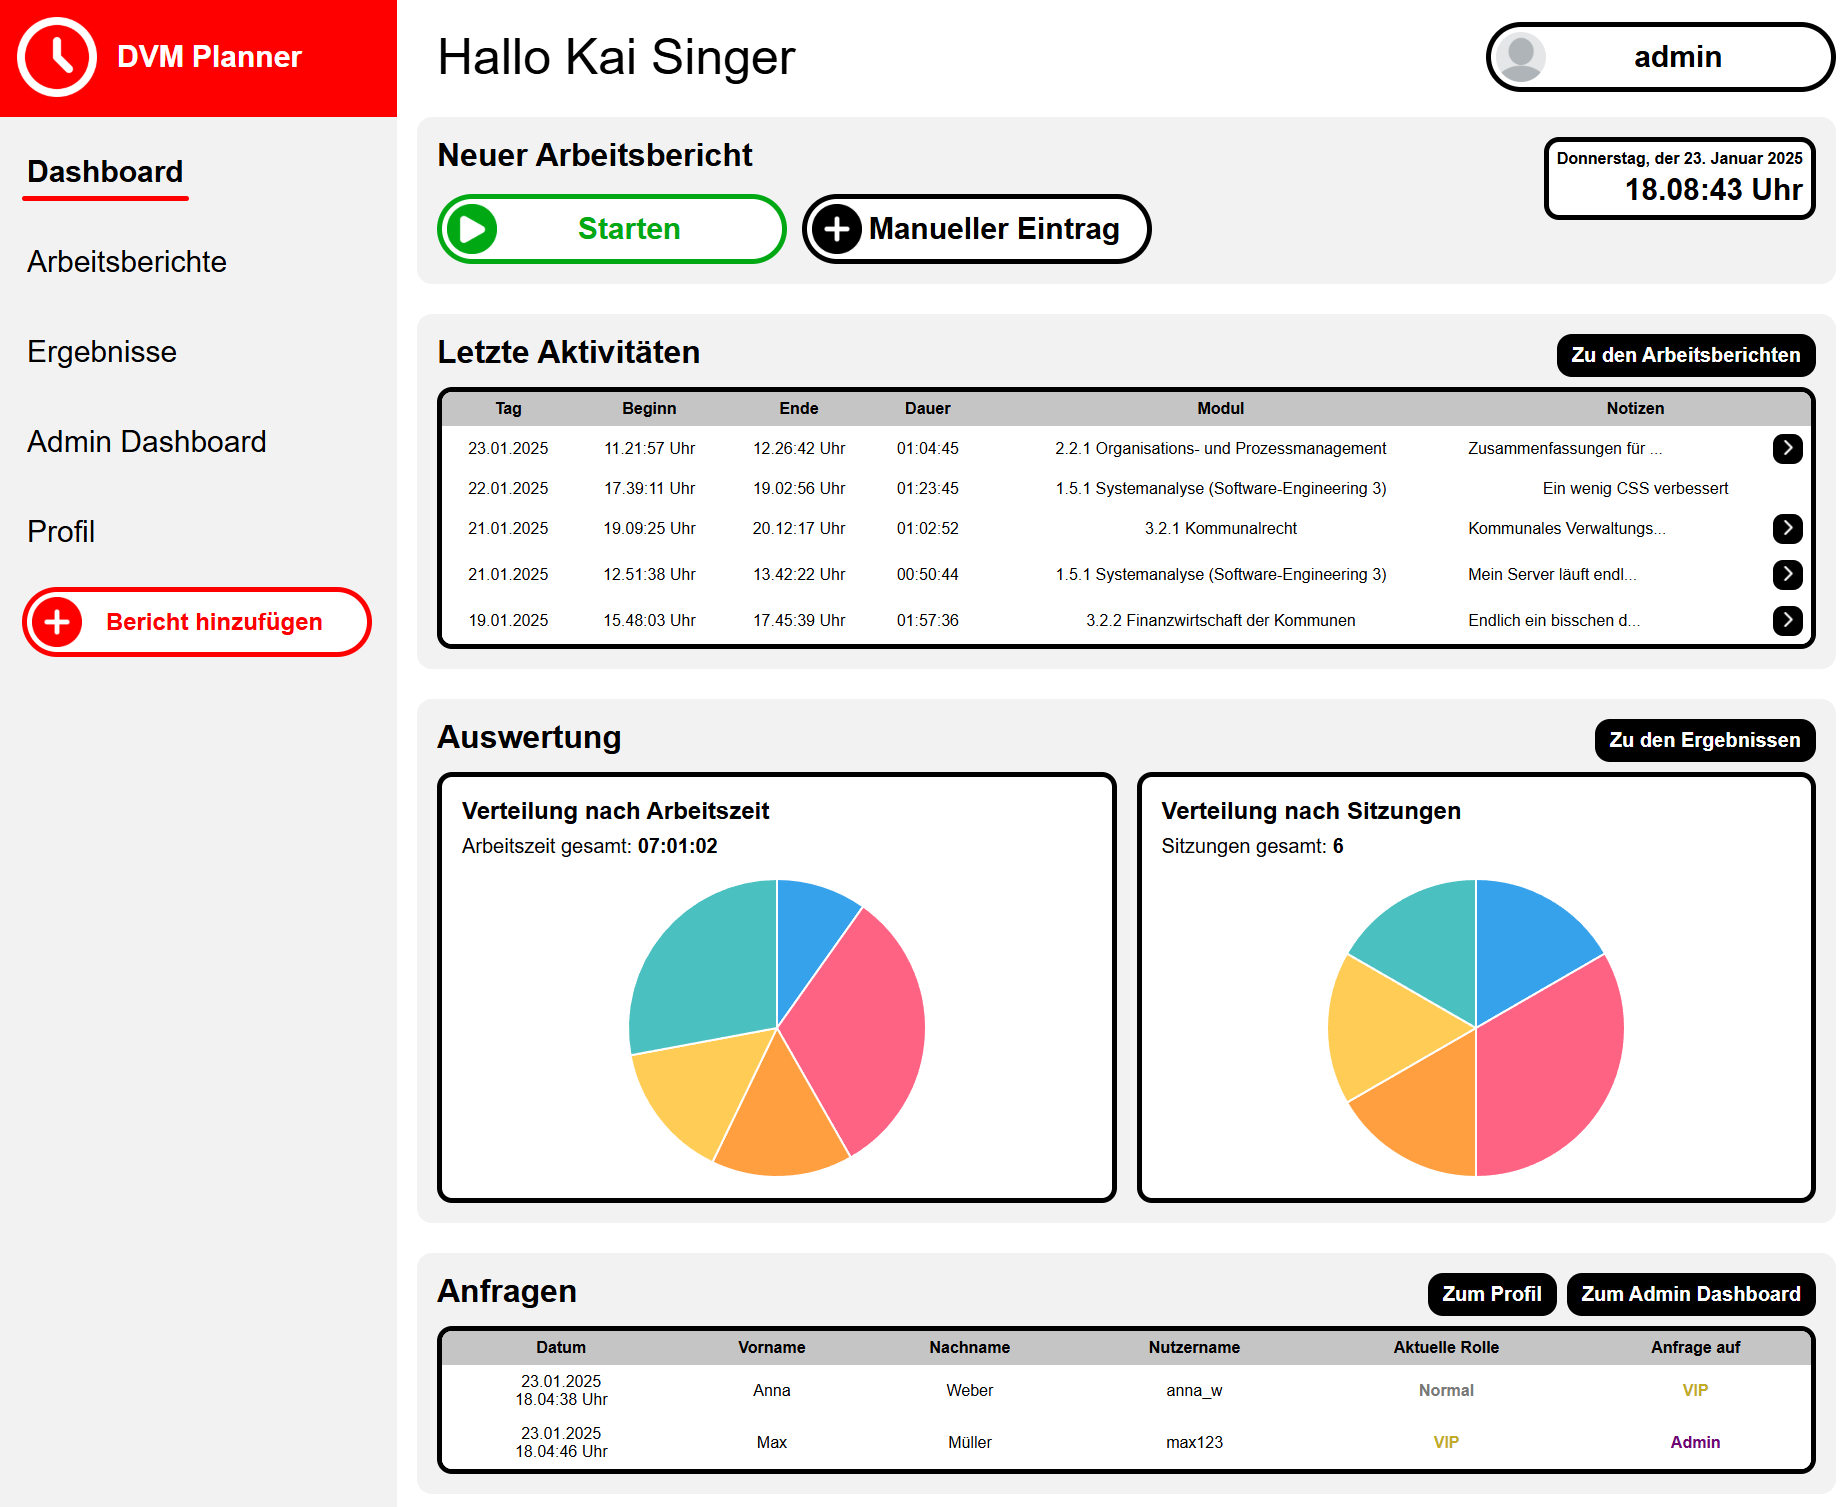 DVM Planner
Hallo Kai Singer
admin
Dashboard
Arbeitsberichte
Ergebnisse
Admin Dashboard
Profil
Bericht hinzufügen
Neuer Arbeitsbericht
Starten
Manueller Eintrag
Donnerstag, der 23. Januar 2025
18.08:43 Uhr
Letzte Aktivitäten
Zu den Arbeitsberichten
Tag Beginn Ende Dauer Modul Notizen
23.01.2025 11.21:57 Uhr 12.26:42 Uhr 01:04:45 2.2.1 Organisations- und Prozessmanagement Zusammenfassungen für ...
22.01.2025 17.39:11 Uhr 19.02:56 Uhr 01:23:45 1.5.1 Systemanalyse (Software-Engineering 3) Ein wenig CSS verbessert
21.01.2025 19.09:25 Uhr 20.12:17 Uhr 01:02:52 3.2.1 Kommunalrecht Kommunales Verwaltungs...
21.01.2025 12.51:38 Uhr 13.42:22 Uhr 00:50:44 1.5.1 Systemanalyse (Software-Engineering 3) Mein Server läuft endl...
19.01.2025 15.48:03 Uhr 17.45:39 Uhr 01:57:36 3.2.2 Finanzwirtschaft der Kommunen Endlich ein bisschen d...
Auswertung
Zu den Ergebnissen
Verteilung nach Arbeitszeit
Arbeitszeit gesamt: 07:01:02
Verteilung nach Sitzungen
Sitzungen gesamt: 6
Anfragen
Zum Profil
Zum Admin Dashboard
Datum Vorname Nachname Nutzername Aktuelle Rolle Anfrage auf
23.01.2025
18.04:38 Uhr Anna Weber anna_w Normal VIP
23.01.2025
18.04:46 Uhr Max Müller max123 VIP Admin